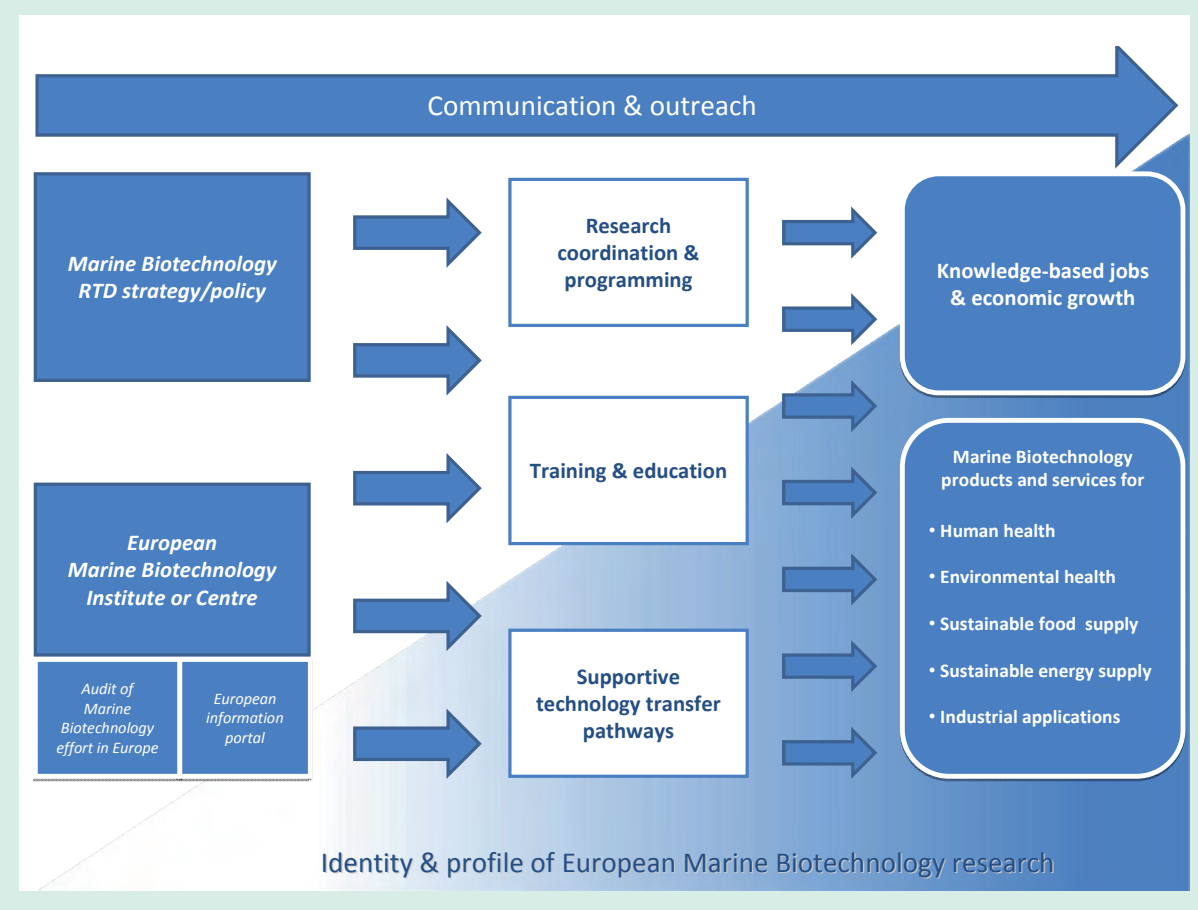 Communication & outreach
Marine Biotechnology
RTD strategy/policy
European
Marine Biotechnology
Institute or Centre
Audit of
Marine
Biotechnology
effort in Europe
European
information
portal
Research
coordination &
programming
Training & education
Supportive
technology transfer
pathways
Knowledge-based jobs
& economic growth
Marine Biotechnology
products and services for
• Human health
• Environmental health
• Sustainable food supply
• Sustainable energy supply
• Industrial applications
Identity & profile of European Marine Biotechnology research